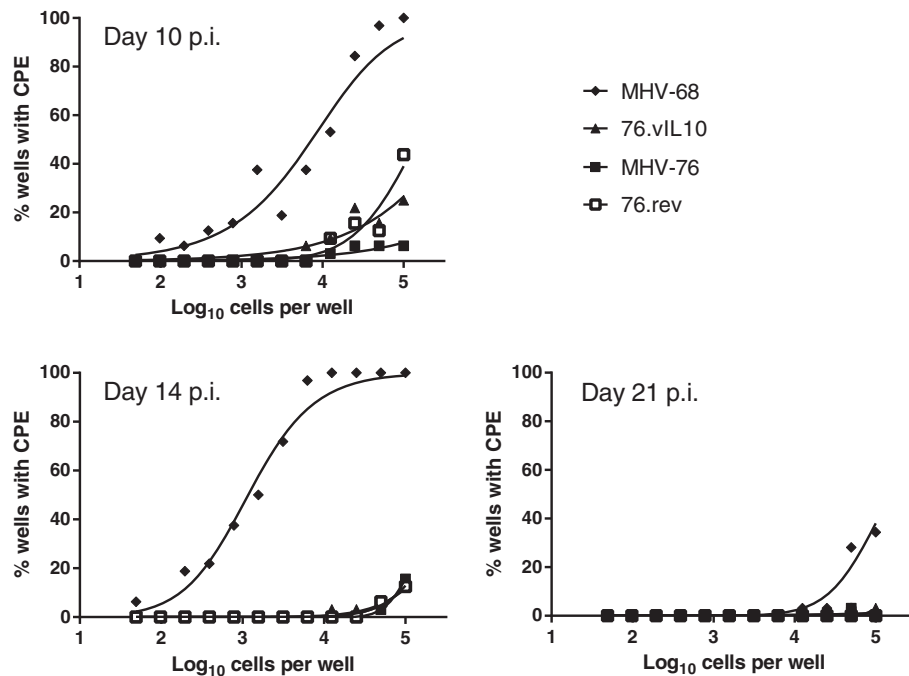 Day 10 p.i.
% wells with CPE
100
80
60
40
20
0
1 2 3 4 5
Log10 cells per well
MHV-68
76.vIL10
MHV-76
76.rev
Day 14 p.i.
% wells with CPE
100
80
60
40
20
0
1 2 3 4 5
Log10 cells per well
Day 21 p.i.
% wells with CPE
100
80
60
40
20
0
1 2 3 4 5
Log10 cells per well